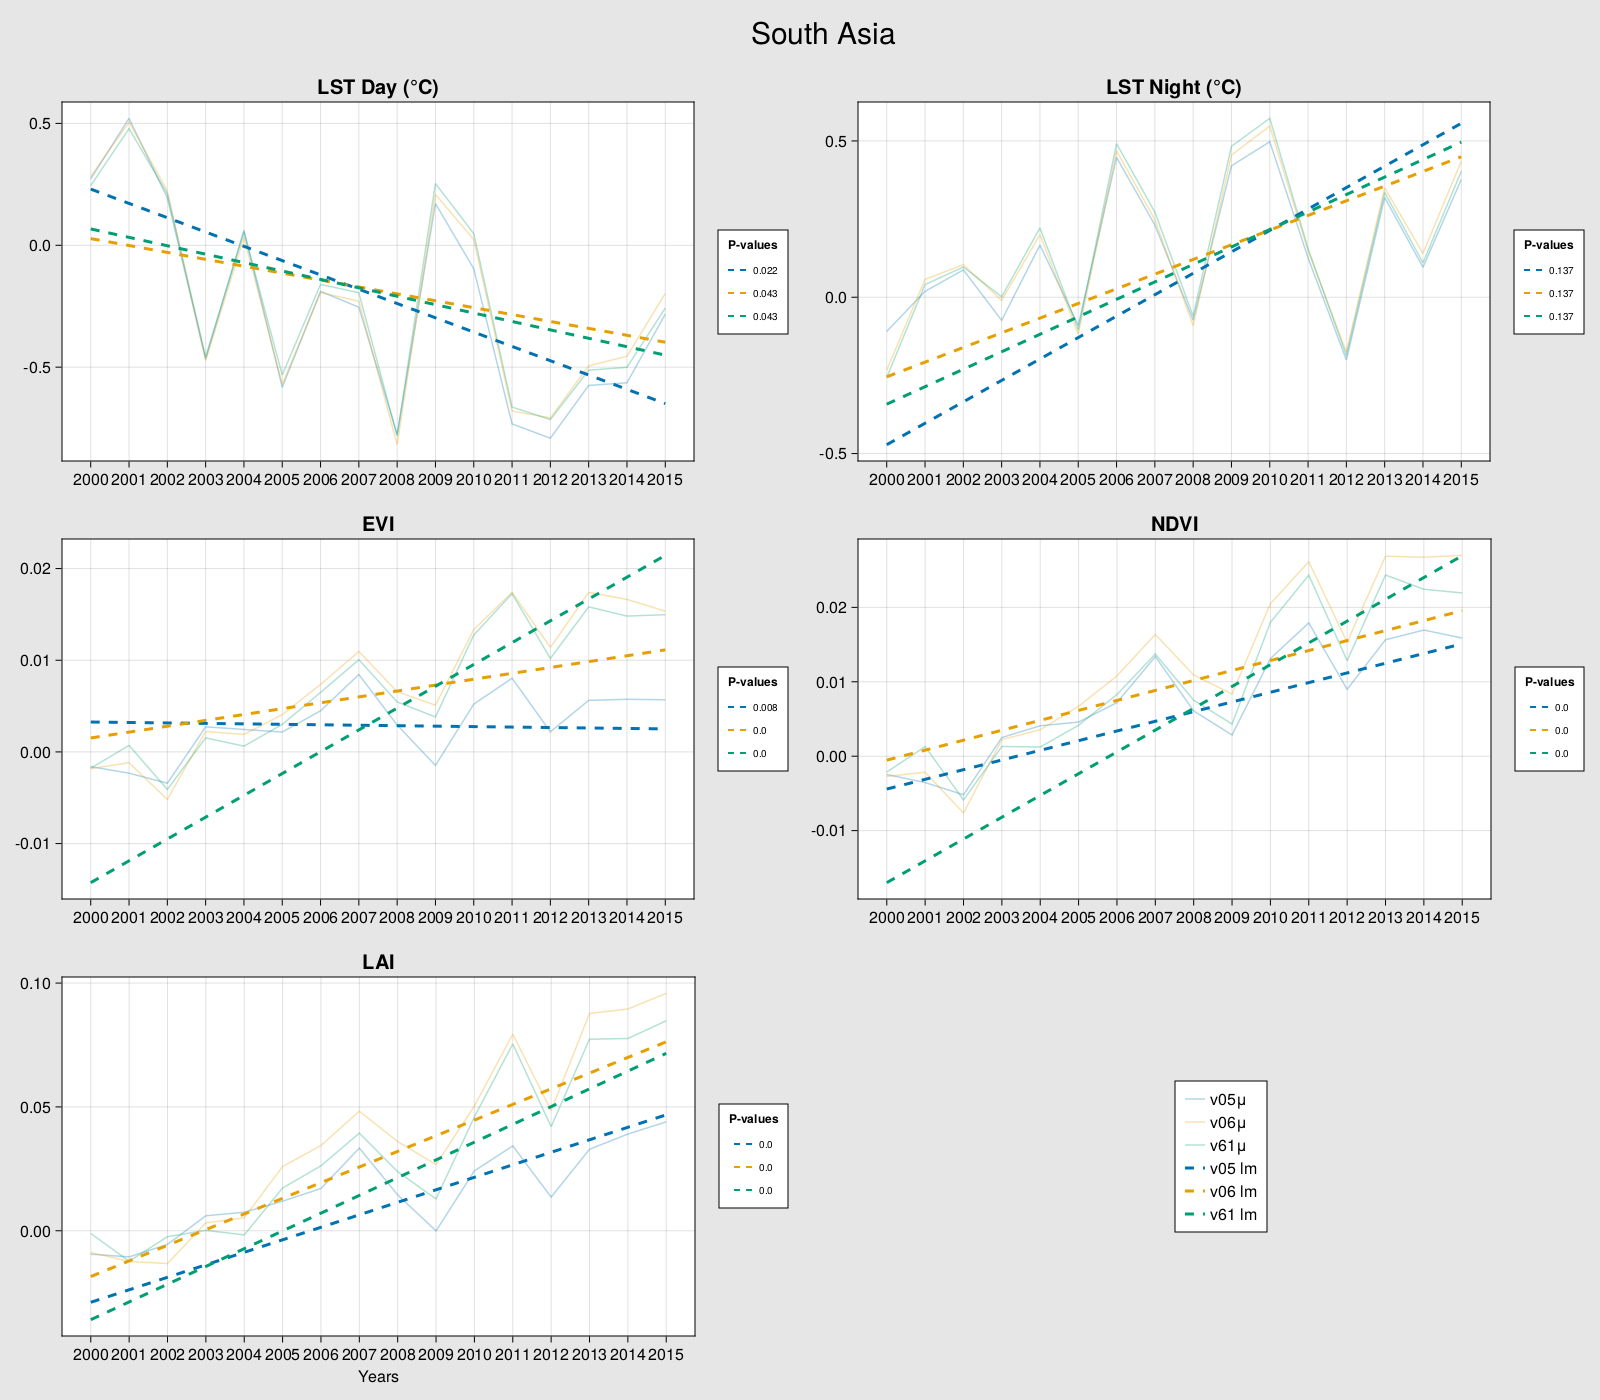 South Asia
LST Day (°C)
0.5
0.0
-0.5
2000 2001 2002 2003 2004 2005 2006 2007 2008 2009 2010 2011 2012 2013 2014 2015
P-values
0.022
0.043
0.043
LST Night (°C)
0.5
0.0
-0.5
2000 2001 2002 2003 2004 2005 2006 2007 2008 2009 2010 2011 2012 2013 2014 2015
P-values
0.137
0.137
0.137
EVI
0.02
0.01
0.00
-0.01
2000 2001 2002 2003 2004 2005 2006 2007 2008 2009 2010 2011 2012 2013 2014 2015
P-values
0.008
0.0
0.0
NDVI
0.02
0.01
0.00
-0.01
2000 2001 2002 2003 2004 2005 2006 2007 2008 2009 2010 2011 2012 2013 2014 2015
P-values
0.0
0.0
0.0
LAI
0.10
0.05
0.00
2000 2001 2002 2003 2004 2005 2006 2007 2008 2009 2010 2011 2012 2013 2014 2015
Years
P-values
0.0
0.0
0.0
v05μ
v06μ
v61μ
v05 lm
v06 lm
v61 lm